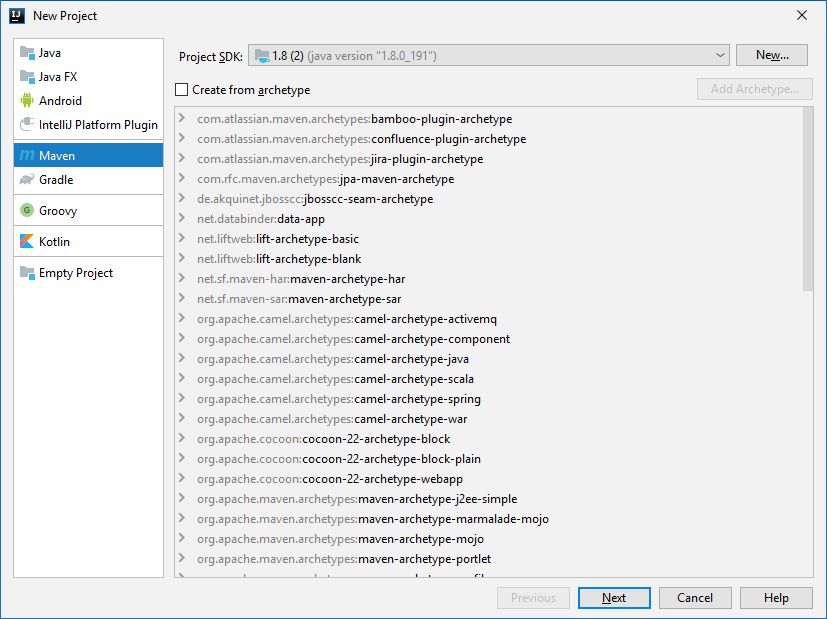 New Project
Java
Java FX
Android
IntelliJ Platform Plugin
Maven
Gradle
Groovy
Kotlin
Empty Project
Project SDK: 1.8 (2) (java version "1.8.0_191") New...
Create from archetype Add Archetype...
com.atlassian.maven.archetypes:bamboo-plugin-archetype
com.atlassian.maven.archetypes:confluence-plugin-archetype
com.atlassian.maven.archetypes:jira-plugin-archetype
com.rfc.maven.archetypes:jpa-maven-archetype
de.akquinet.jbosscc:jbosscc-seam-archetype
net.databinder:data-app
net.liftweb:lift-archetype-basic
net.liftweb:lift-archetype-blank
net.sf.maven-har:maven-archetype-har
net.sf.maven-sar:maven-archetype-sar
org.apache.camel.archetypes:camel-archetype-activemq
org.apache.camel.archetypes:camel-archetype-component
org.apache.camel.archetypes:camel-archetype-java
org.apache.camel.archetypes:camel-archetype-scala
org.apache.camel.archetypes:camel-archetype-spring
org.apache.camel.archetypes:camel-archetype-war
org.apache.cocoon:cocoon-22-archetype-block
org.apache.cocoon:cocoon-22-archetype-block-plain
org.apache.cocoon:cocoon-22-archetype-webapp
org.apache.maven.archetypes:maven-archetype-j2ee-simple
org.apache.maven.archetypes:maven-archetype-marmalade-mojo
org.apache.maven.archetypes:maven-archetype-mojo
org.apache.maven.archetypes:maven-archetype-portlet
Previous Next Cancel Help